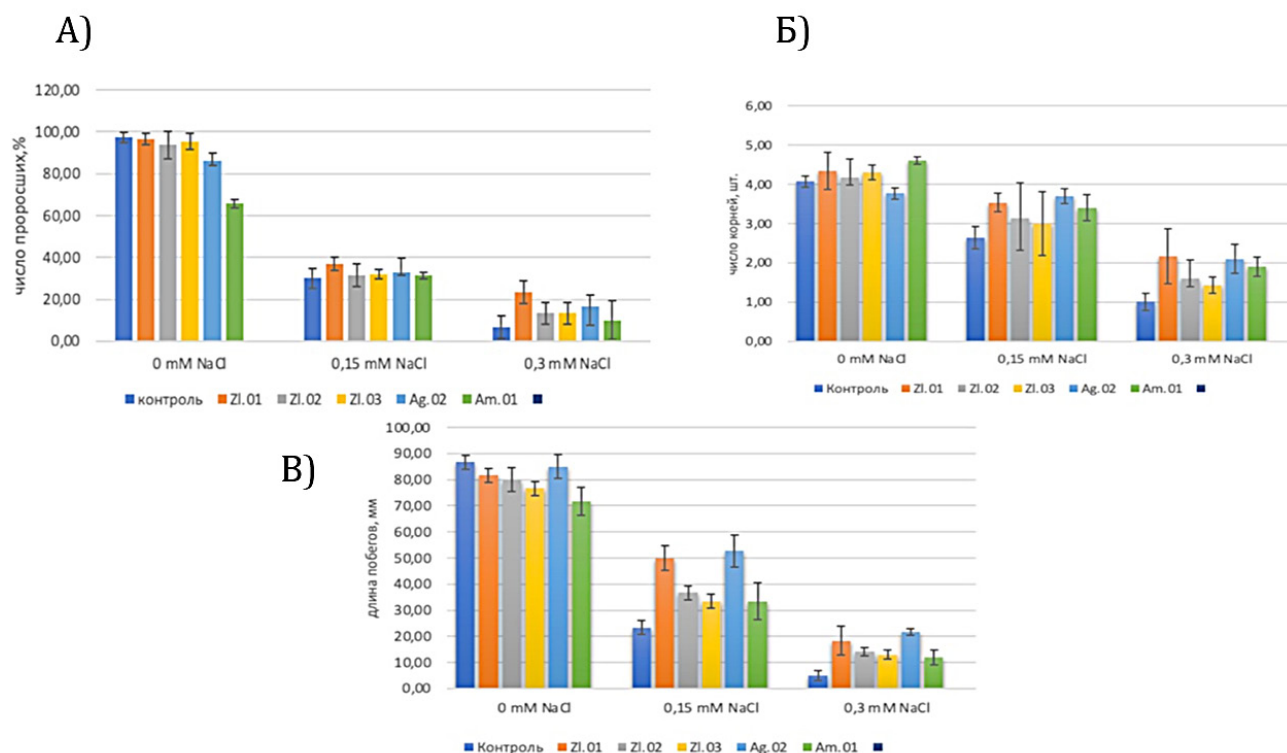 А)
число проросших,%
120,00
100,00
80,00
60,00
40,00
20,00
0,00
0 mM NaCl 0,15 mM NaCl 0,3 mM NaCl
контроль Zl.01 Zl.02 Zl.03 Ag.02 Am.01
Б)
число корней, шт.
6,00
5,00
4,00
3,00
2,00
1,00
0,00
0 mM NaCl 0,15 mM NaCl 0,3 mM NaCl
Контроль Zl.01 Zl.02 Zl.03 Ag.02 Am.01
В)
длина побегов, мм
100,00
90,00
80,00
70,00
60,00
50,00
40,00
30,00
20,00
10,00
0,00
0 mM NaCl 0,15 mM NaCl 0,3 mM NaCl
Контроль Zl.01 Zl.02 Zl.03 Ag.02 Am.01